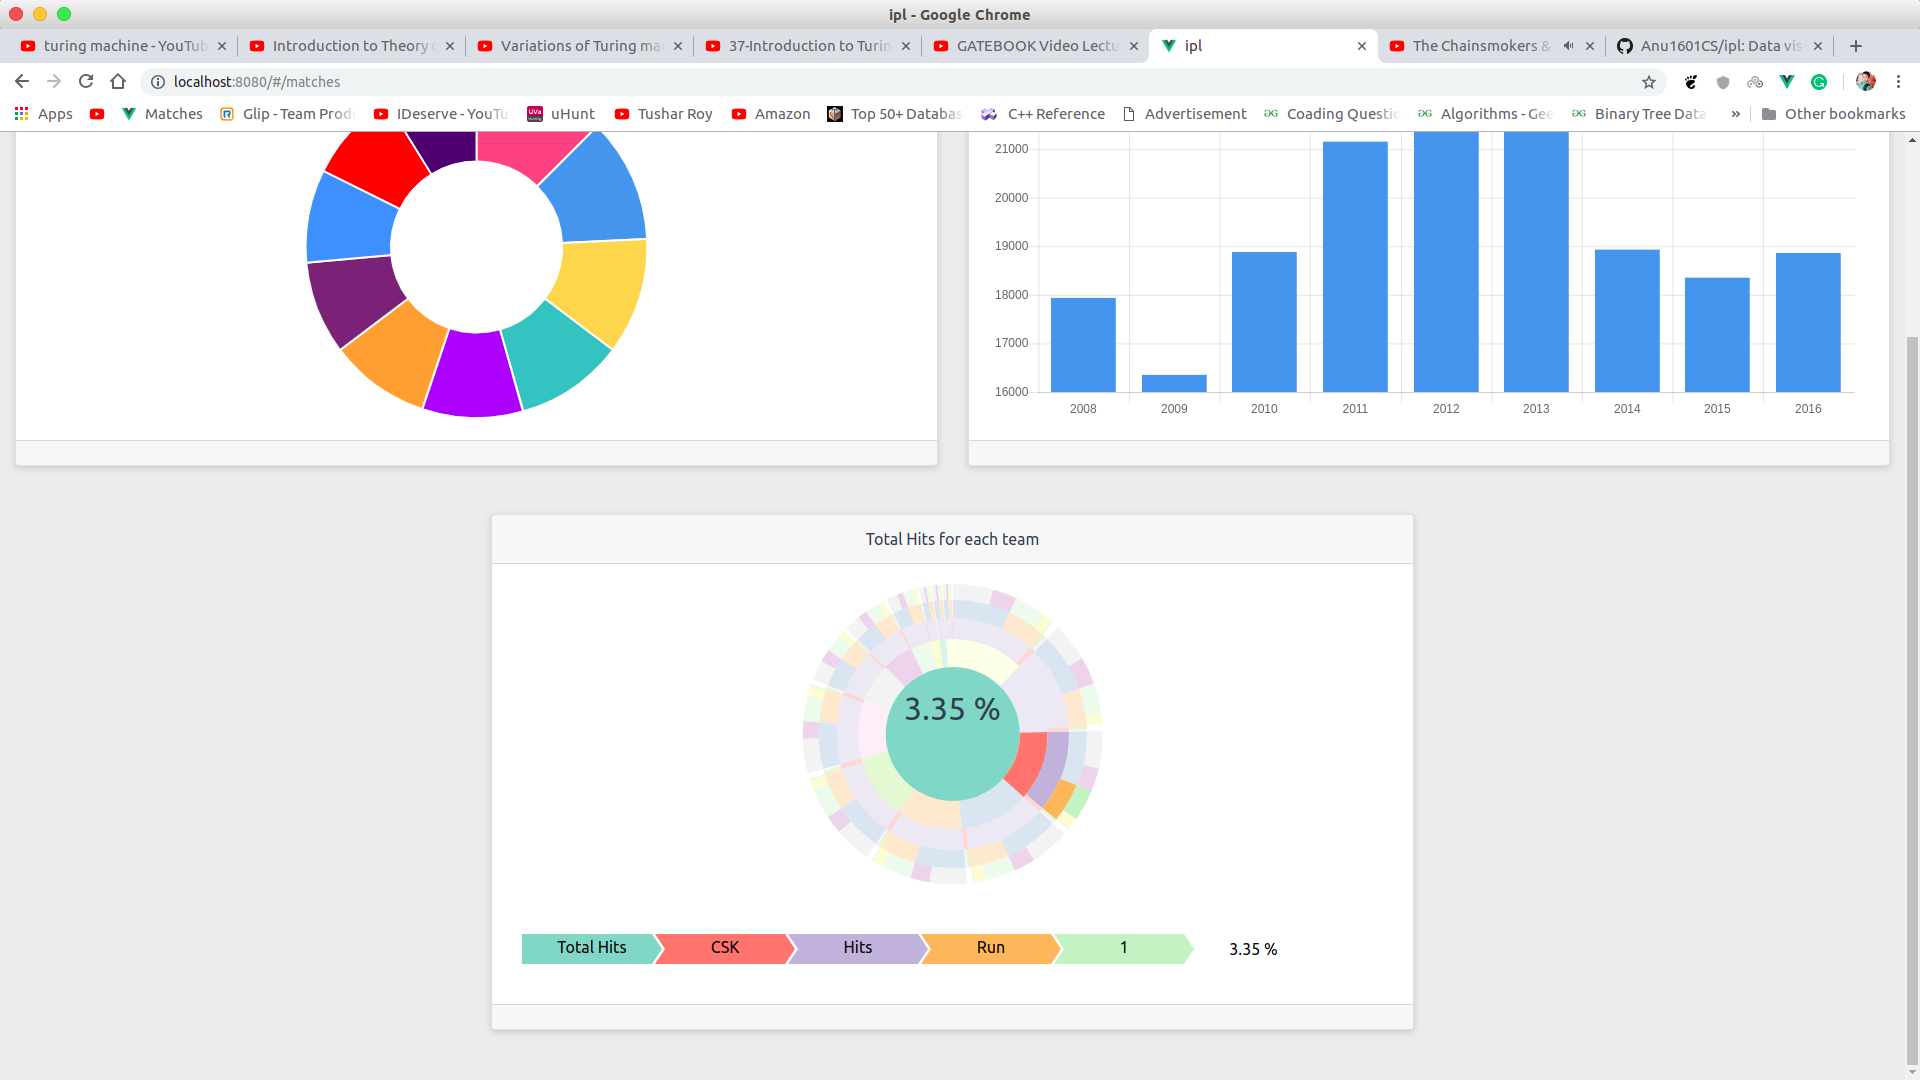 ipl - Google Chrome
turing machine - YouTub
Introduction to Theory
Variations of Turing ma
37-Introduction to Turin
GATEBOOK Video Lectu
ipl
The Chainsmokers &
Anu1601CS/ipl: Data vis
localhost:8080/#/matches
Apps
Matches
Glip - Team Prod
IDeserve - YouTu
uHunt
Tushar Roy
Amazon
Top 50+ Databas
C++ Reference
Advertisement
Coading Questic
Algorithms - Gee
Binary Tree Data
»
Other bookmarks
21000
20000
19000
18000
17000
16000
2008 2009 2010 2011 2012 2013 2014 2015 2016
Total Hits for each team
3.35 %
Total Hits CSK Hits Run 1 3.35 %